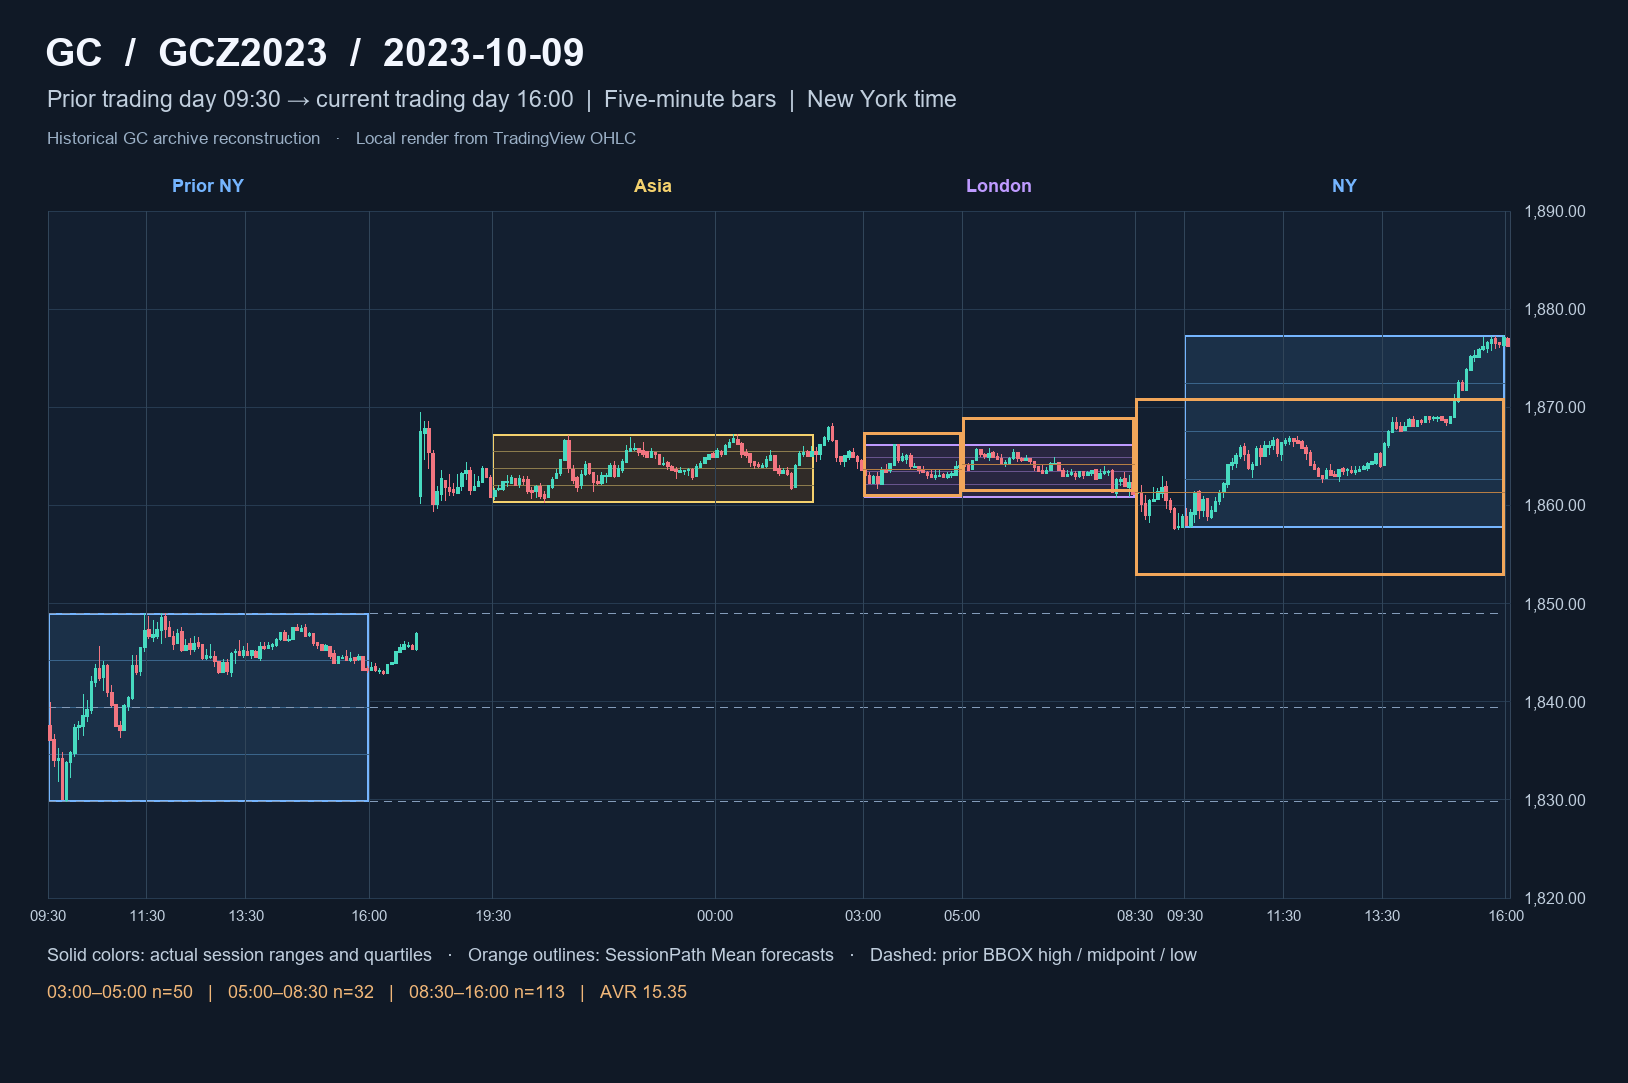 GC / GCZ2023 / 2023-10-09
Prior trading day 09:30 → current trading day 16:00 | Five-minute bars | New York time
Historical GC archive reconstruction · Local render from TradingView OHLC
Prior NY Asia London NY
1,890.00
1,880.00
1,870.00
1,860.00
1,850.00
1,840.00
1,830.00
1,820.00
09:30 11:30 13:30 16:00 19:30 00:00 03:00 05:00 08:30 09:30 11:30 13:30 16:00
Solid colors: actual session ranges and quartiles · Orange outlines: SessionPath Mean forecasts · Dashed: prior BBOX high / midpoint / low
03:00–05:00 n=50 | 05:00–08:30 n=32 | 08:30–16:00 n=113 | AVR 15.35